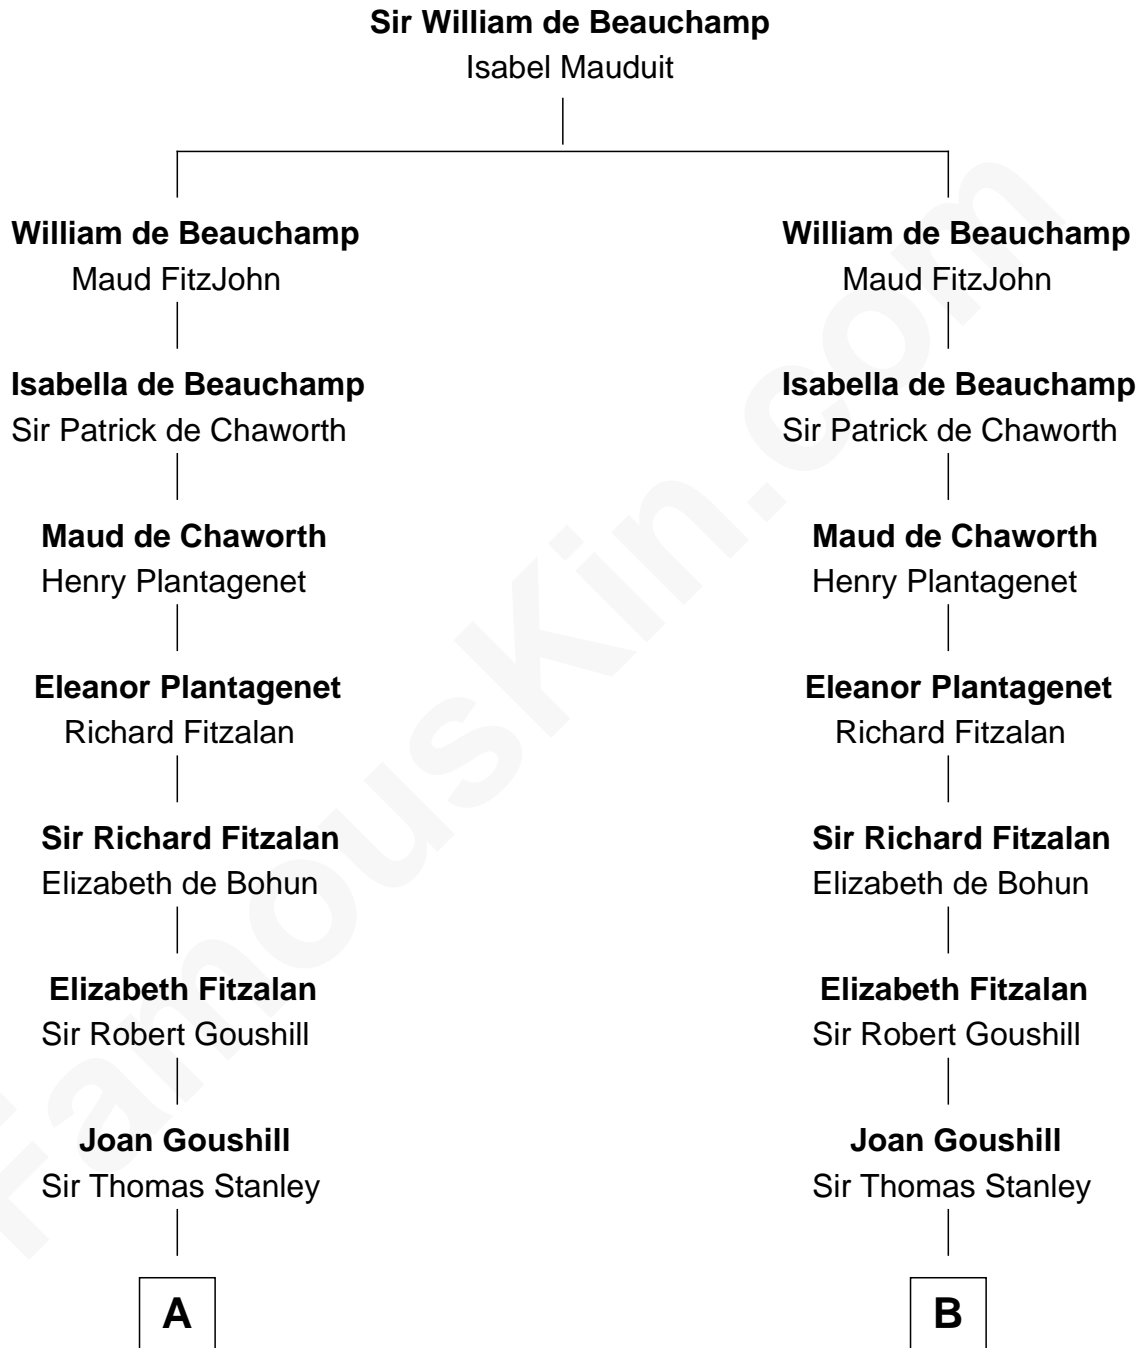 Sir William de Beauchamp
Isabel Mauduit
William de Beauchamp
Maud FitzJohn
William de Beauchamp
Maud FitzJohn
Isabella de Beauchamp
Sir Patrick de Chaworth
Isabella de Beauchamp
Sir Patrick de Chaworth
Maud de Chaworth
Henry Plantagenet
Maud de Chaworth
Henry Plantagenet
Eleanor Plantagenet
Richard Fitzalan
Eleanor Plantagenet
Richard Fitzalan
Sir Richard Fitzalan
Elizabeth de Bohun
Sir Richard Fitzalan
Elizabeth de Bohun
Elizabeth Fitzalan
Sir Robert Goushill
Elizabeth Fitzalan
Sir Robert Goushill
Joan Goushill
Sir Thomas Stanley
Joan Goushill
Sir Thomas Stanley
A
B
FamousKin.com